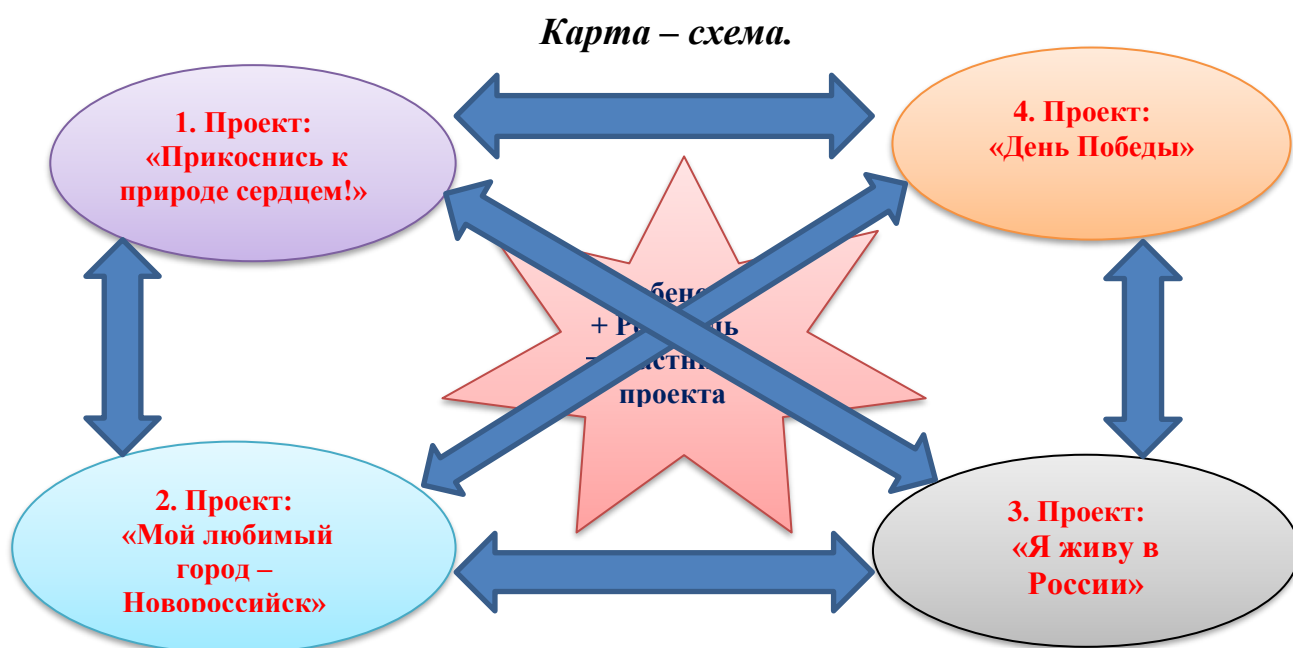 Карта – схема.
1. Проект:
«Прикоснись к
природе сердцем!»
4. Проект:
«День Победы»
+
проекта
2. Проект:
«Мой любимый
город –
Новороссийск»
3. Проект:
«Я живу в
России»